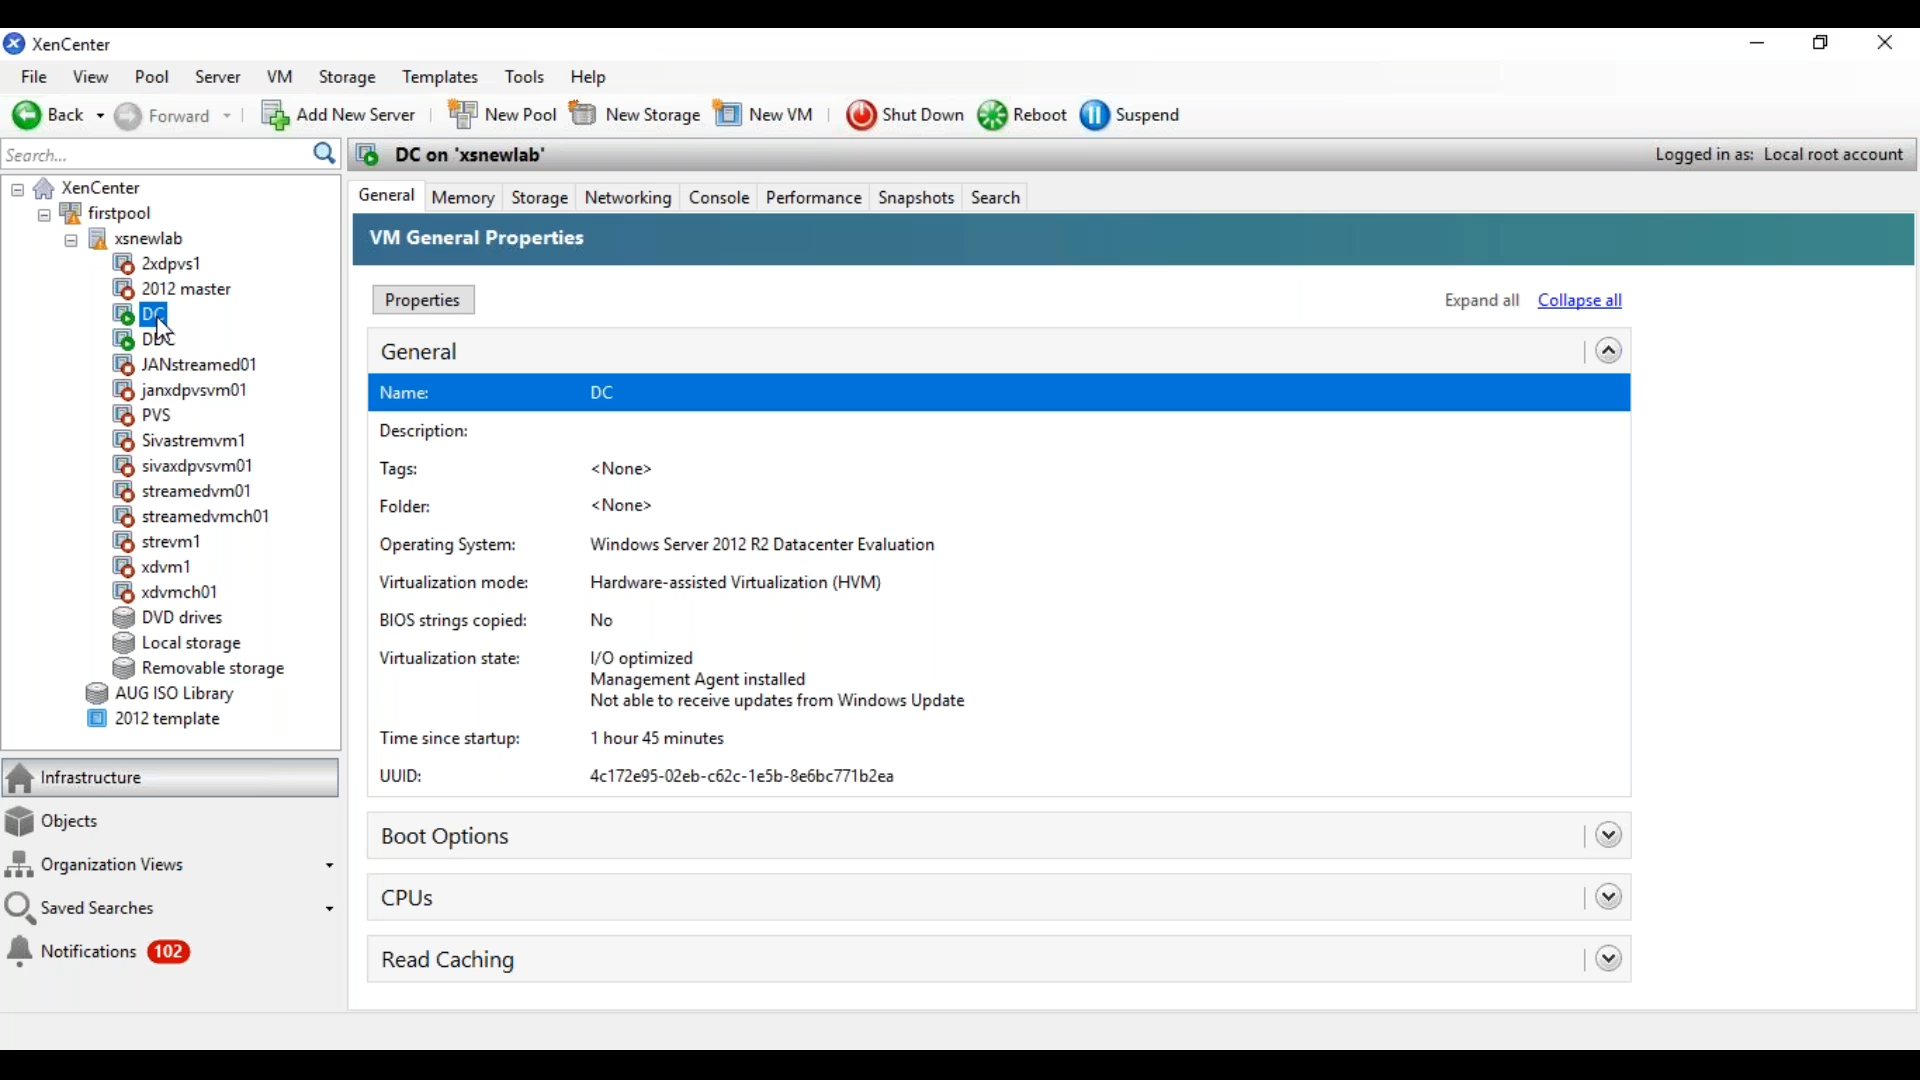 XenCenter
File View Pool Server VM Storage Templates Tools Help
Back Forward Add New Server New Pool New Storage New VM Shut Down Reboot Suspend
Search...
DC on 'xsnewlab' Logged in as: Local root account
XenCenter
firstpool
xsnewlab
2xdpvs1
2012 master
DC
JANstreamed01
janxdpvsvm01
PVS
Sivastremvm1
sivaxdpvsvm01
streamedvm01
streamedvmch01
strevm1
xdvm1
xdvmch01
DVD drives
Local storage
Removable storage
AUG ISO Library
2012 template
Infrastructure
Objects
Organization Views
Saved Searches
Notifications 102
General Memory Storage Networking Console Performance Snapshots Search
VM General Properties
Properties Expand all Collapse all
General
Name: DC
Description:
Tags: <None>
Folder: <None>
Operating System: Windows Server 2012 R2 Datacenter Evaluation
Virtualization mode: Hardware-assisted Virtualization (HVM)
BIOS strings copied: No
Virtualization state: I/O optimized
Management Agent installed
Not able to receive updates from Windows Update
Time since startup: 1 hour 45 minutes
UUID: 4c172e95-02eb-c62c-1e5b-8e6bc771b2ea
Boot Options
CPUs
Read Caching